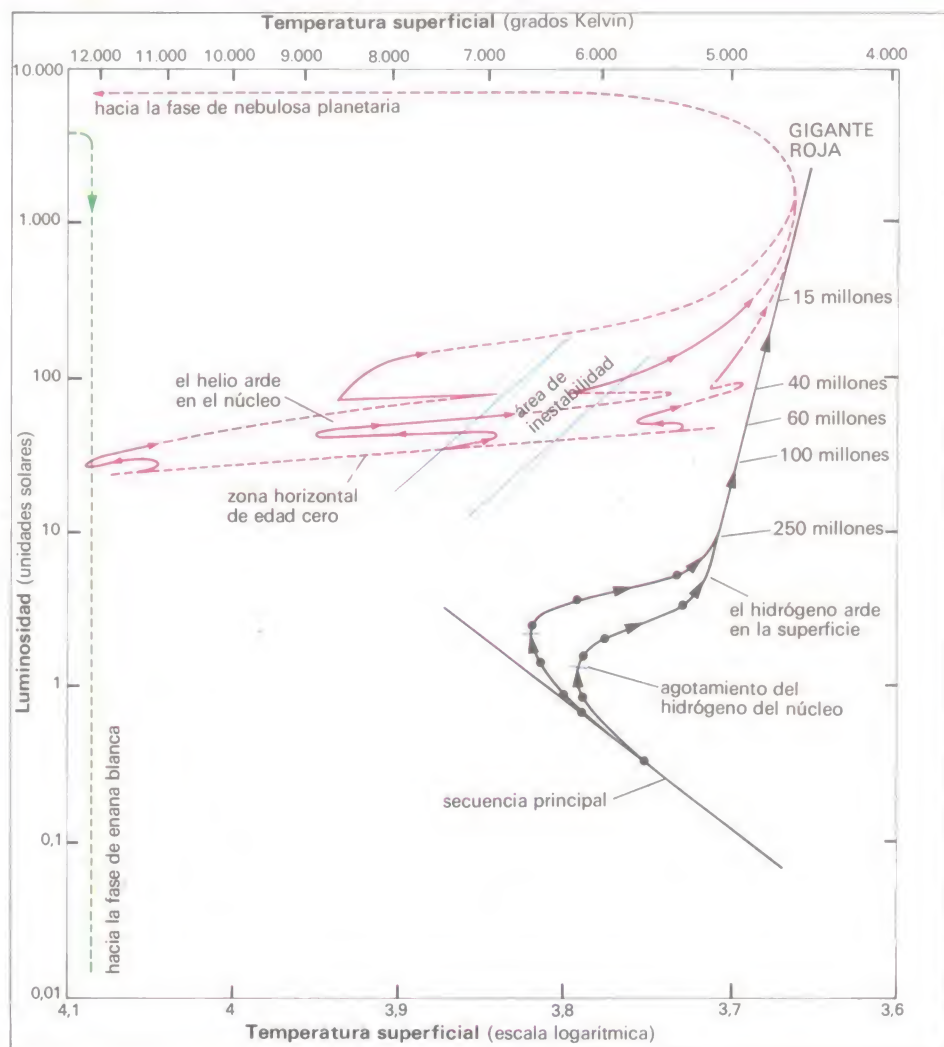 Temperatura superficial (grados Kelvin)
12.000 11.000 10.000 9.000 8.000 7.000 6.000 5.000 4.000
10.000
hacia la fase de nebulosa planetaria
GIGANTE
ROJA
1.000
15 millones
área de
inestabilidad
100
el helio arde
en el núcleo
40 millones
60 millones
100 millones
zona horizontal
de edad cero
10
250 millones
el hidrógeno arde
en la superficie
1
agotamiento del
hidrógeno del núcleo
secuencia principal
0,1
0,01
Luminosidad (unidades solares)
hacia la fase de enana blanca
4,1 4 3,9 3,8 3,7 3,6
Temperatura superficial (escala logarítmica)